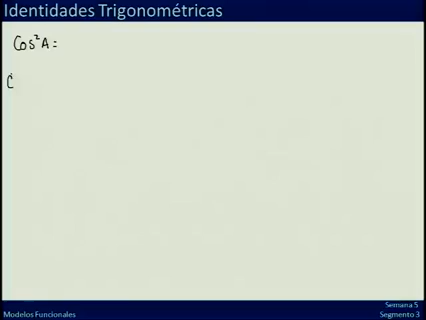 Identidades Trigonométricas
Cos²A =
C
Semana 5
Modelos Funcionales
Segmento 3